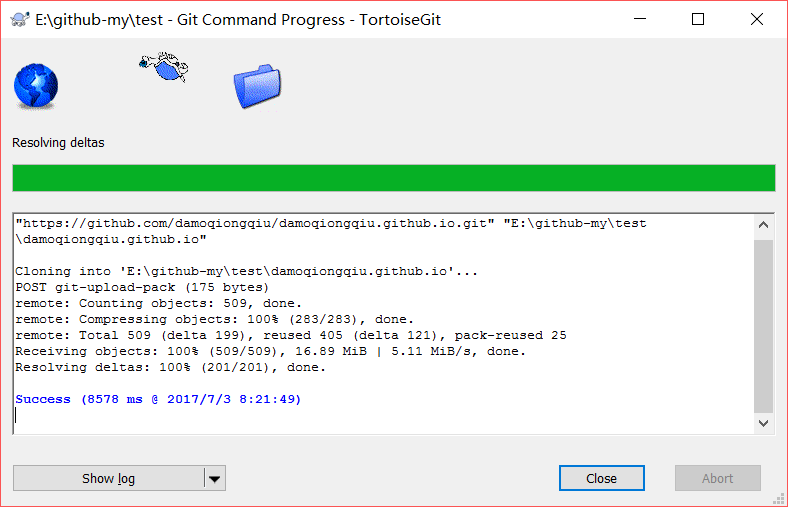 E:\github-my\test - Git Command Progress - TortoiseGit
Resolving deltas
"https://github.com/damoqiongqiu/damoqiongqiu.github.io.git" "E:\github-my\test
\damoqiongqiu.github.io"
Cloning into 'E:\github-my\test\damoqiongqiu.github.io'...
POST git-upload-pack (175 bytes)
remote: Counting objects: 509, done.
remote: Compressing objects: 100% (283/283), done.
remote: Total 509 (delta 199), reused 405 (delta 121), pack-reused 25
Receiving objects: 100% (509/509), 16.89 MiB | 5.11 MiB/s, done.
Resolving deltas: 100% (201/201), done.
Success (8578 ms @ 2017/7/3 8:21:49)
Show log
Close
Abort